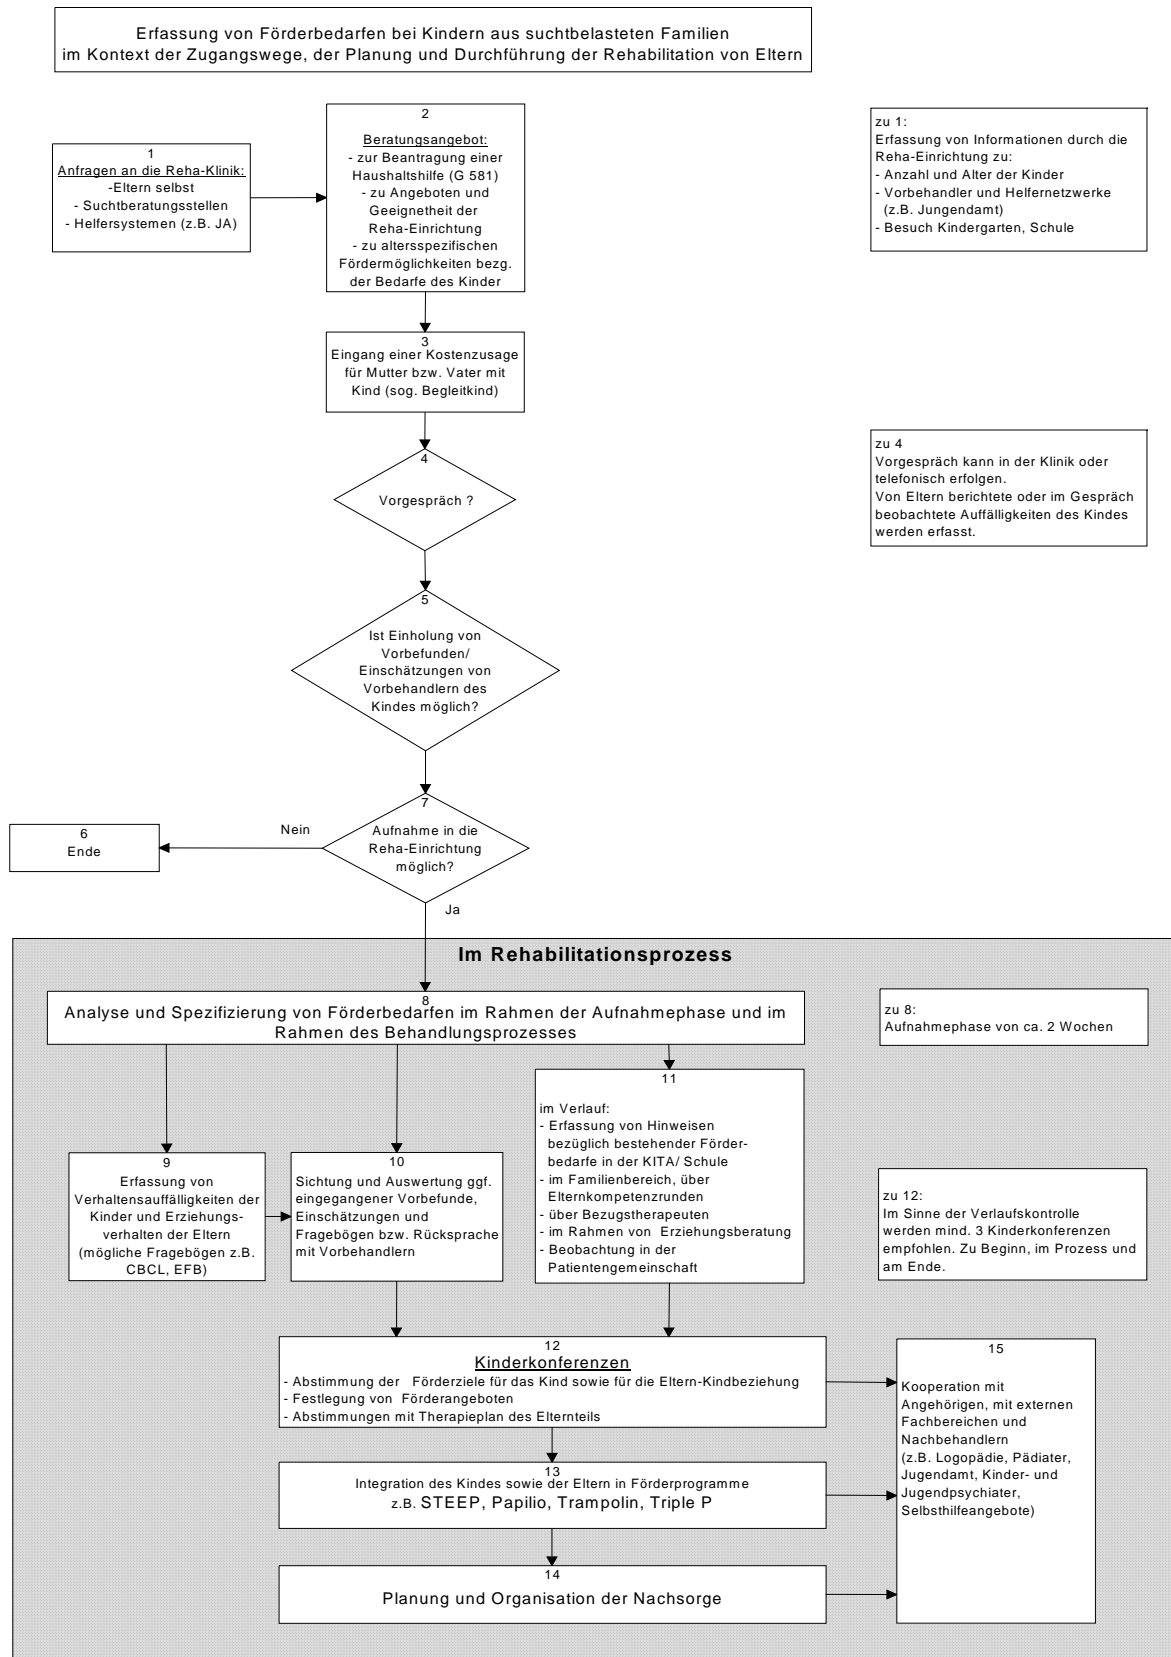 Erfassung von Förderbedarfen bei Kindern aus suchtbelasteten Familien
im Kontext der Zugangswege, der Planung und Durchführung der Rehabilitation von Eltern
1
Anfragen an die Reha-Klinik:
-Eltern selbst
- Suchtberatungsstellen
- Helfersystemen (z.B. JA)
2
Beratungsangebot:
- zur Beantragung einer
Haushaltshilfe (G 581)
- zu Angeboten und
Geeignetheit der
Reha-Einrichtung
- zu altersspezifischen
Fördermöglichkeiten bezg.
der Bedarfe des Kinder
zu 1:
Erfassung von Informationen durch die
Reha-Einrichtung zu:
- Anzahl und Alter der Kinder
- Vorbehandler und Helfernetzwerke
(z.B. Jungendamt)
- Besuch Kindergarten, Schule
3
Eingang einer Kostenzusage
für Mutter bzw. Vater mit
Kind (sog. Begleitkind)
4
Vorgespräch ?
zu 4
Vorgespräch kann in der Klinik oder
telefonisch erfolgen.
Von Eltern berichtete oder im Gespräch
beobachtete Auffälligkeiten des Kindes
werden erfasst.
5
Ist Einholung von
Vorbefunden/
Einschätzungen von
Vorbehandlern des
Kindes möglich?
7
Aufnahme in die
Reha-Einrichtung
möglich?
Nein
6
Ende
Ja
Im Rehabilitationsprozess
8
Analyse und Spezifizierung von Förderbedarfen im Rahmen der Aufnahmephase und im
Rahmen des Behandlungsprozesses
zu 8:
Aufnahmephase von ca. 2 Wochen
9
Erfassung von
Verhaltensauffälligkeiten der
Kinder und Erziehungs-
verhalten der Eltern
(mögliche Fragebögen z.B.
CBCL, EFB)
10
Sichtung und Auswertung ggf.
eingegangener Vorbefunde,
Einschätzungen und
Fragebögen bzw. Rücksprache
mit Vorbehandlern
11
im Verlauf:
- Erfassung von Hinweisen
bezüglich bestehender Förder-
bedarfe in der KITA/ Schule
- im Familienbereich, über
Elternkompetenzrunden
- über Bezugstherapeuten
- im Rahmen von Erziehungsberatung
- Beobachtung in der
Patientengemeinschaft
zu 12:
Im Sinne der Verlaufskontrolle
werden mind. 3 Kinderkonferenzen
empfohlen. Zu Beginn, im Prozess und
am Ende.
12
Kinderkonferenzen
- Abstimmung der Förderziele für das Kind sowie für die Eltern-Kindbeziehung
- Festlegung von Förderangeboten
- Abstimmungen mit Therapieplan des Elternteils
13
Integration des Kindes sowie der Eltern in Förderprogramme
z.B. STEEP, Papilio, Trampolin, Triple P
14
Planung und Organisation der Nachsorge
15
Kooperation mit
Angehörigen, mit externen
Fachbereichen und
Nachbehandlern
(z.B. Logopädie, Pädiater,
Jugendamt, Kinder- und
Jugendpsychiater,
Selbsthilfeangebote)